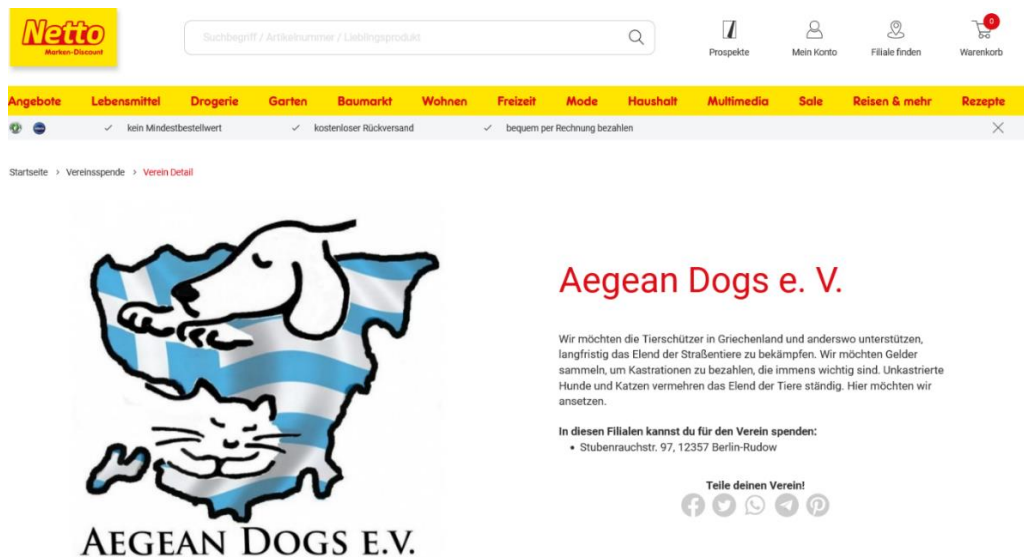 Netto
Marken-Discount
Suchbegriff / Artikelnummer / Lieblingsprodukt
Prospekte
Mein Konto
Filiale finden
0
Warenkorb
Angebote Lebensmittel Drogerie Garten Baumarkt Wohnen Freizeit Mode Haushalt Multimedia Sale Reisen & mehr Rezepte
kein Mindestbestellwert kostenloser Rückversand bequem per Rechnung bezahlen
Startseite > Vereinsspende > Verein Detail
AEGEAN DOGS E.V.
Aegean Dogs e. V.
Wir möchten die Tierschützer in Griechenland und anderswo unterstützen,
langfristig das Elend der Straßentiere zu bekämpfen. Wir möchten Gelder
sammeln, um Kastrationen zu bezahlen, die immens wichtig sind. Unkastrierte
Hunde und Katzen vermehren das Elend der Tiere ständig. Hier möchten wir
ansetzen.
In diesen Filialen kannst du für den Verein spenden:
• Stubenrauchstr. 97, 12357 Berlin-Rudow
Teile deinen Verein!